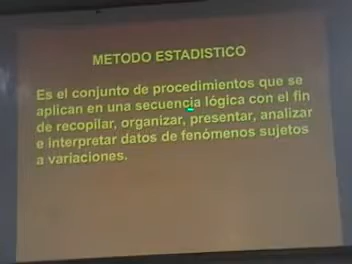 METODO ESTADISTICO
Es el conjunto de procedimientos que se
aplican en una secuencia lógica con el fin
de recopilar, organizar, presentar, analizar
e interpretar datos de fenómenos sujetos
a variaciones.